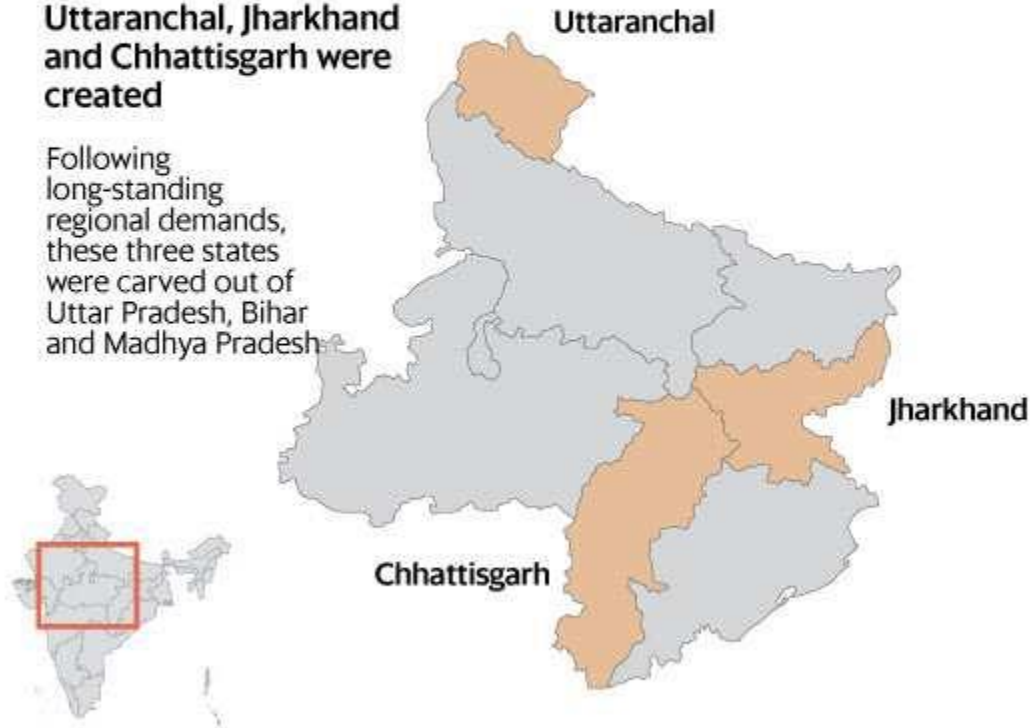 Uttaranchal, Jharkhand
and Chhattisgarh were
created
Following
long-standing
regional demands,
these three states
were carved out of
Uttar Pradesh, Bihar
and Madhya Pradesh
Uttaranchal
Jharkhand
Chhattisgarh